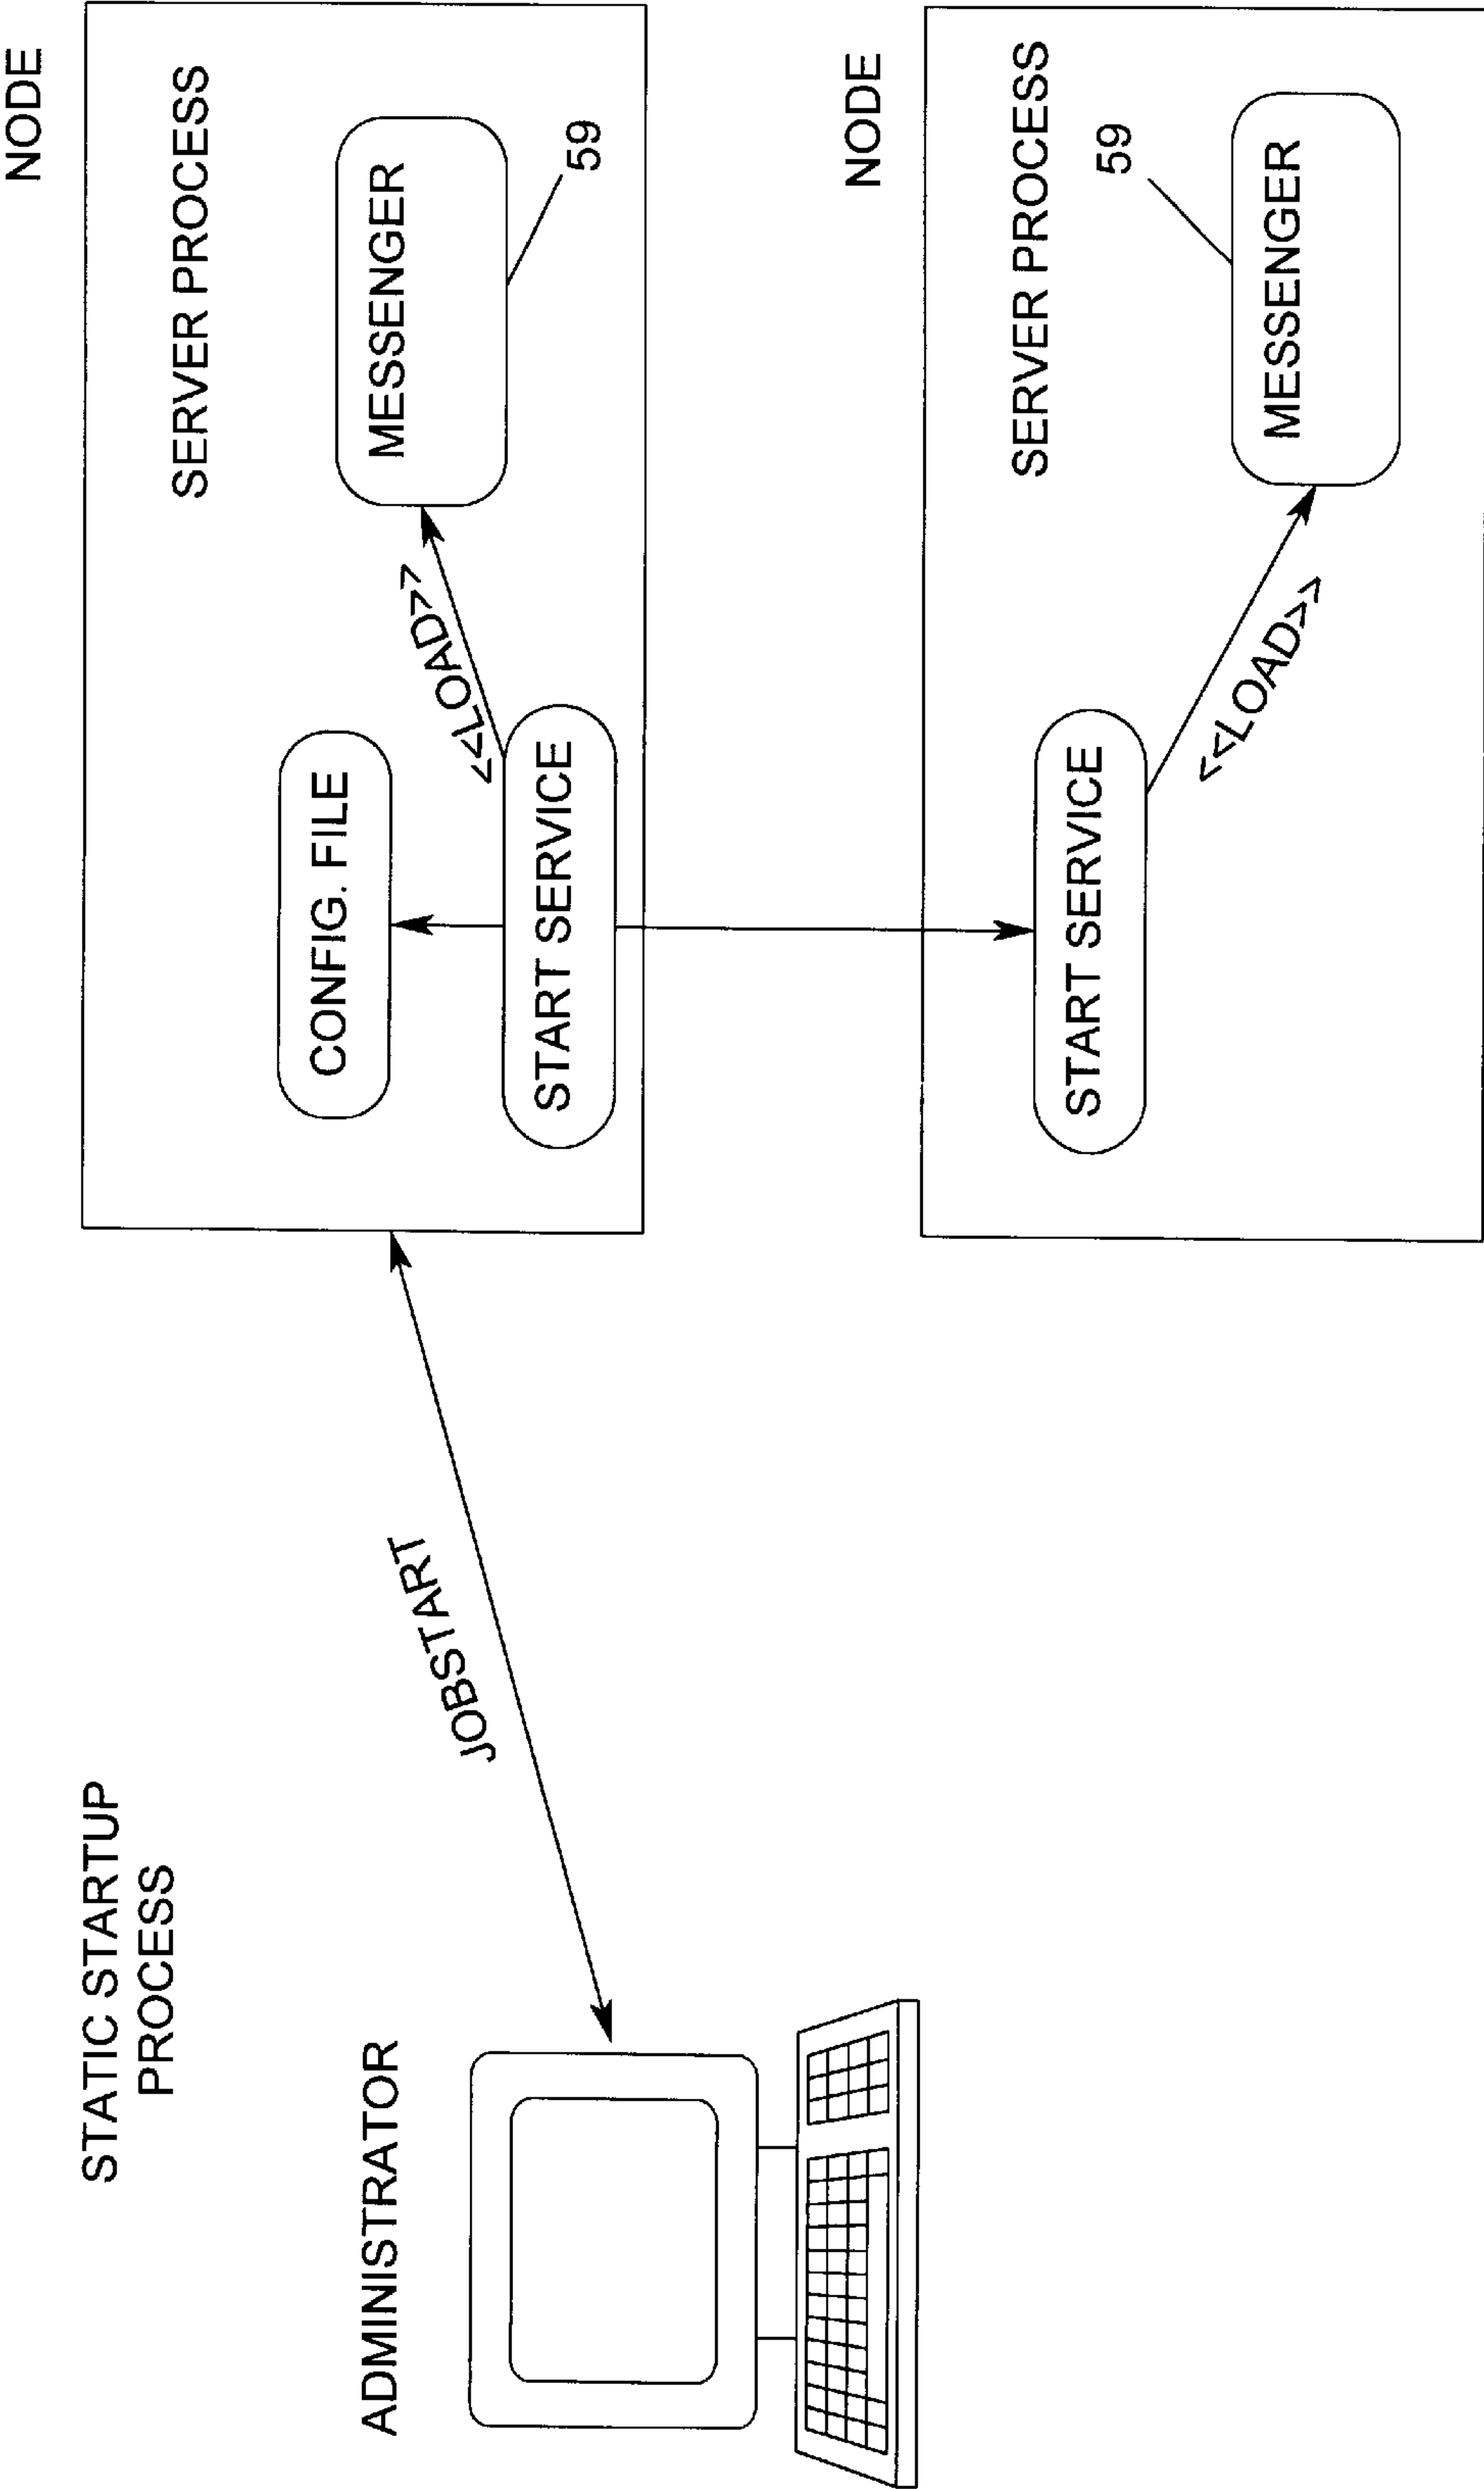 STATIC STARTUP
PROCESS
ADMINISTRATOR
JOBSTART
NODE
SERVER PROCESS
CONFIG. FILE
MESSENGER
<<LOAD>>
59
START SERVICE
NODE
SERVER PROCESS
59
START SERVICE
MESSENGER
<<LOAD>>